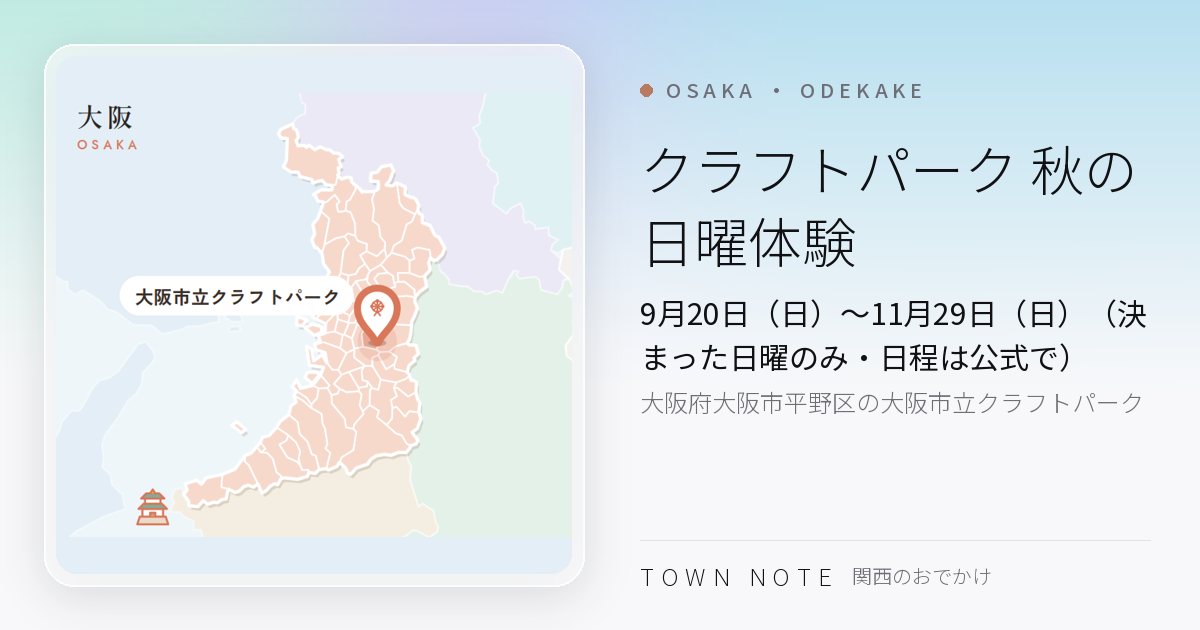 大阪
OSAKA
大阪市立クラフトパーク
OSAKA・ODEKAKE
クラフトパーク 秋の
日曜体験
9月20日（日）〜11月29日（日）（決
まった日曜のみ・日程は公式で）
大阪府大阪市平野区の大阪市立クラフトパーク
TOWN NOTE 関西のおでかけ